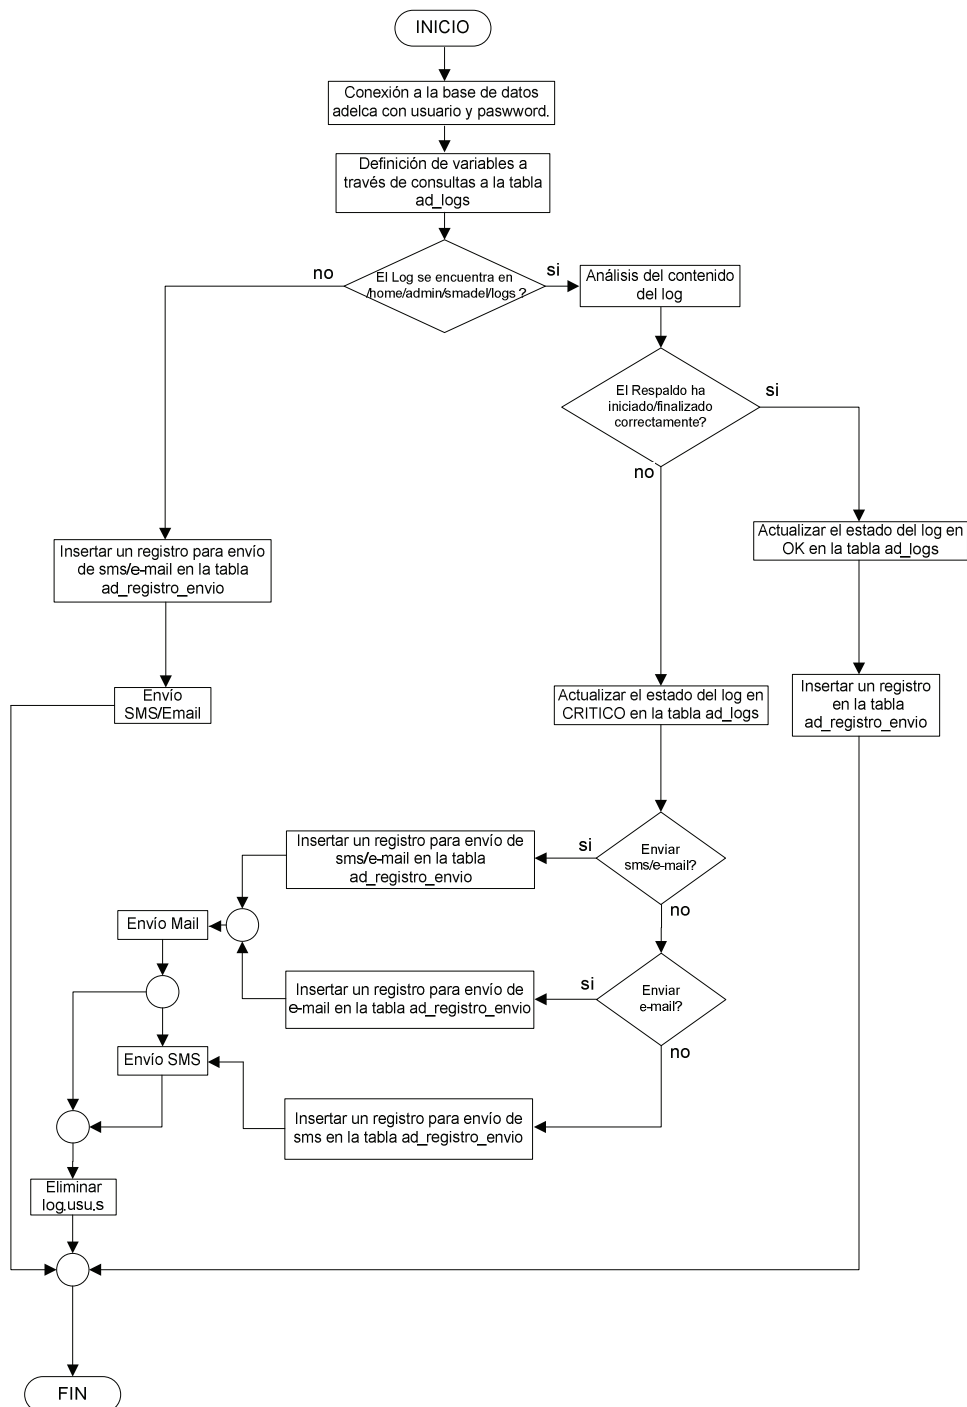 INICIO
Conexión a la base de datos
adelca con usuario y paswword.
Definición de variables a
través de consultas a la tabla
ad_logs
no
El Log se encuentra en
/home/admin/smadel/logs ?
si
Análisis del contenido
del log
El Respaldo ha
iniciado/finalizado
correctamente?
si
no
Insertar un registro para envío
de sms/e-mail en la tabla
ad_registro_envio
Actualizar el estado del log en
OK en la tabla ad_logs
Envío
SMS/Email
Actualizar el estado del log en
CRITICO en la tabla ad_logs
Insertar un registro
en la tabla
ad_registro_envio
Insertar un registro para envío de
sms/e-mail en la tabla
ad_registro_envio
si
Enviar
sms/e-mail?
no
Envío Mail
Insertar un registro para envío de
e-mail en la tabla ad_registro_envio
si
Enviar
e-mail?
no
Envío SMS
Insertar un registro para envío de
sms en la tabla ad_registro_envio
Eliminar
log.usu.s
FIN